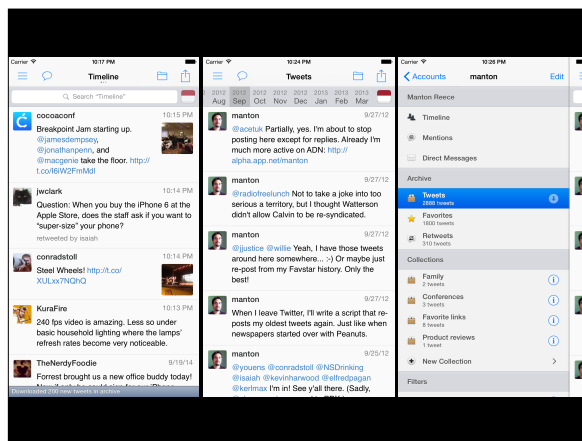 Carrier 10:17 PM
Timeline
Search "Timeline"
cocoaconf 10:15 PM
Breakpoint Jam starting up.
@jamesdempsey,
@jonathanpenn, and
@macgenie take the floor. http://
t.co/l6iW2FmMdI
jwclark 10:14 PM
Question: When you buy the iPhone 6 at the
Apple Store, does the staff ask if you want to
"super-size" your phone?
retweeted by isaiah
conradstoll 10:14 PM
Steel Wheels! http://t.co/
XULxx7NQhQ
KuraFire 10:13 PM
240 fps video is amazing. Less so under
basic household lighting where the lamps'
refresh rates become very noticeable.
TheNerdyFoodie 9/19/14
Forrest brought us a new office buddy today!
Downloaded 200 new tweets in archive
Carrier 10:24 PM
Tweets
2012 2012 2012 2012 2012 2013 2013 2013
Aug Sep Oct Nov Dec Jan Feb Mar
manton 9/27/12
@acetuk Partially, yes. I'm about to stop
posting here except for replies. Already I'm
much more active on ADN: http://
alpha.app.net/manton
manton 9/27/12
@radiofreelunch Not to take a joke into too
serious a territory, but I thought Watterson
didn't allow Calvin to be re-syndicated.
manton 9/27/12
@jjustice @willie Yeah, I have those tweets
around here somewhere... :-) Or maybe just
re-post from my Favstar history. Only the
best!
manton 9/27/12
When I leave Twitter, I'll write a script that re-
posts my oldest tweets again. Just like when
newspapers started over with Peanuts.
manton 9/25/12
@youens @conradstoll @NSDrinking
@isaiah @kevinharwood @elfredpagan
@kerlmax I'm in! See y'all there. (Sadly,
Carrier 10:26 PM
Accounts manton Edit
Manton Reece
Timeline
Mentions
Direct Messages
Archive
Tweets
2888 tweets
Favorites
1800 tweets
Retweets
310 tweets
Collections
Family
2 tweets
Conferences
3 tweets
Favorite links
8 tweets
Product reviews
1 tweet
New Collection
Filters